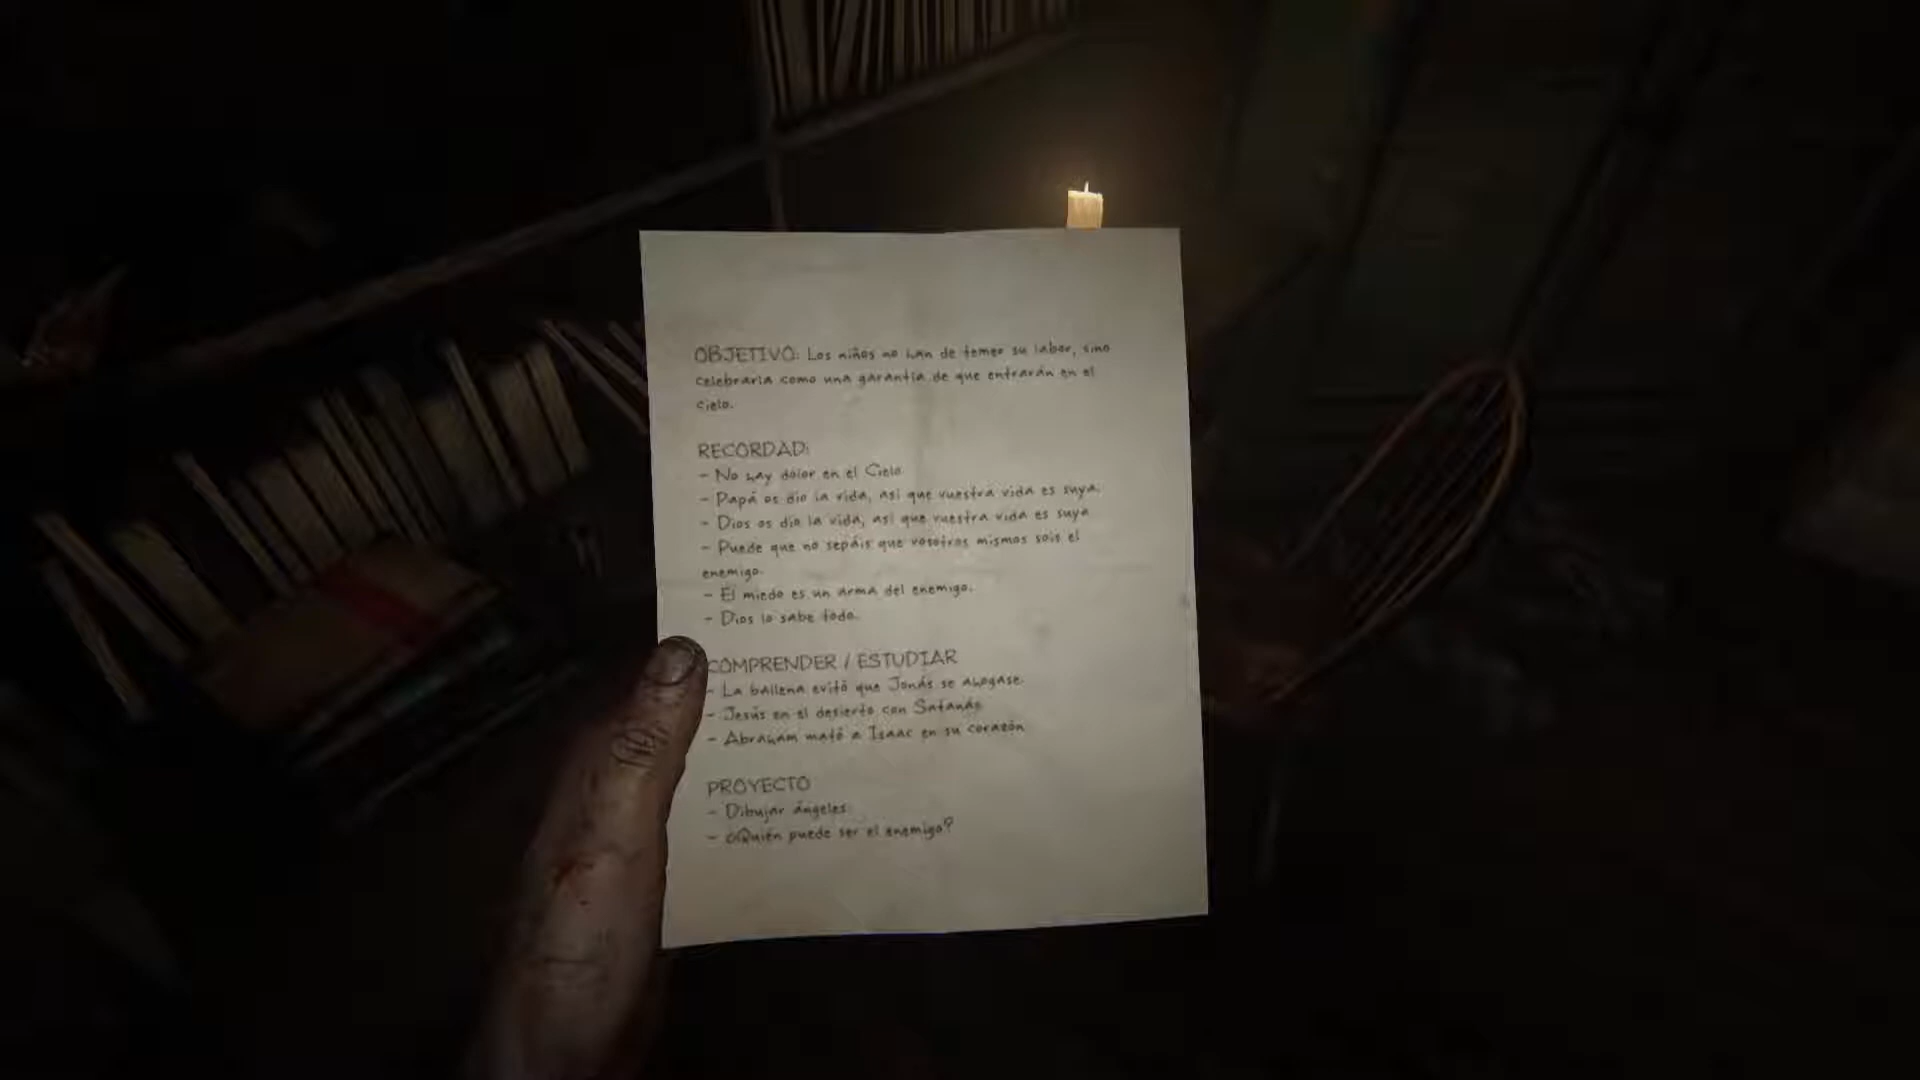 OBJETIVO: Los niños no han de temer su labor, sino
celebrarla como una garantía de que entrarán en el
cielo.
RECORDAD:
- No hay dolor en el Cielo
- Papá os dio la vida, así que vuestra vida es suya.
- Dios os dio la vida, así que vuestra vida es suya
- Puede que no sepáis que vosotros mismos sois el
enemigo.
- El miedo es un arma del enemigo.
- Dios lo sabe todo.
COMPRENDER / ESTUDIAR
- La ballena evitó que Jonás se ahogase.
- Jesús en el desierto con Satanás
- Abraham mató a Isaac en su corazón
PROYECTO
- Dibujar ángeles
- ¿Quién puede ser el enemigo?